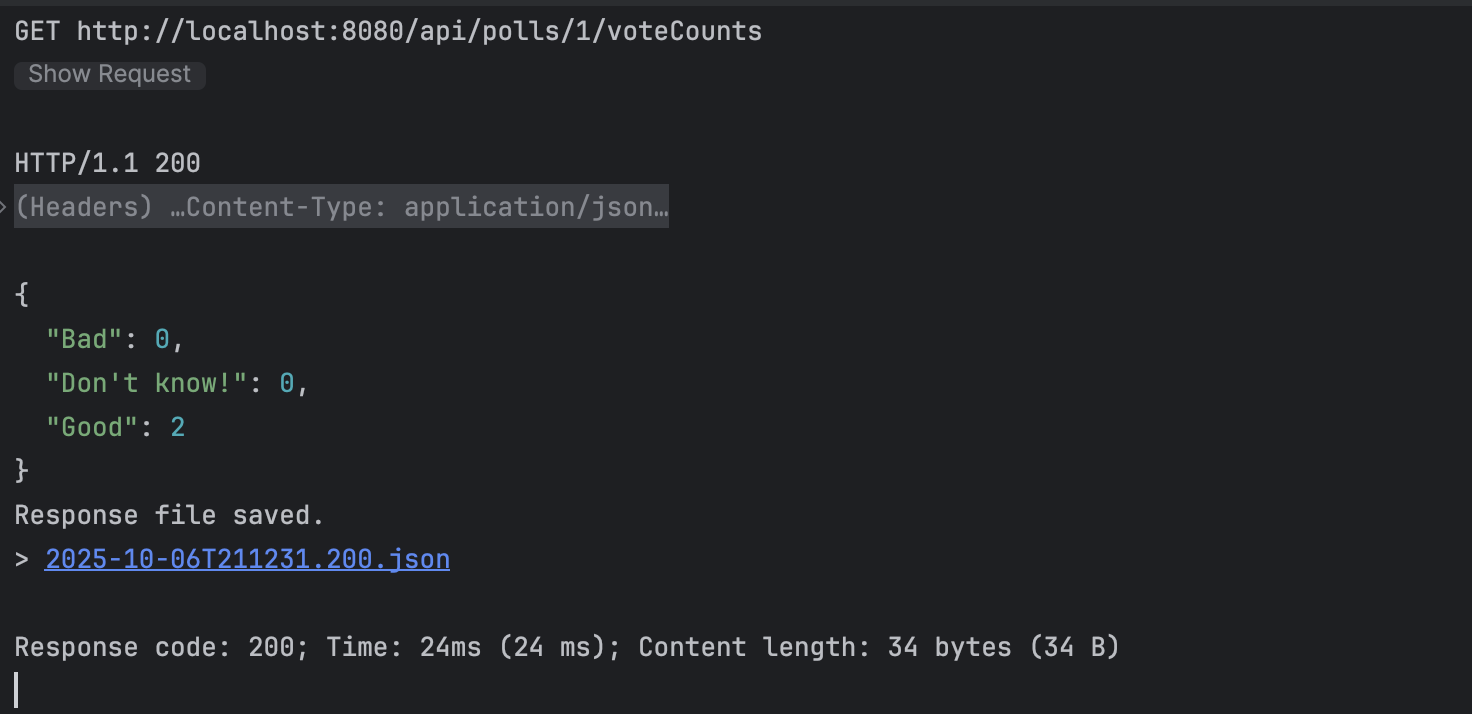 GET http://localhost:8080/api/polls/1/voteCounts
Show Request
HTTP/1.1 200
(Headers) …Content-Type: application/json…
{
"Bad": 0,
"Don't know!": 0,
"Good": 2
}
Response file saved.
> 2025-10-06T211231.200.json
Response code: 200; Time: 24ms (24 ms); Content length: 34 bytes (34 B)